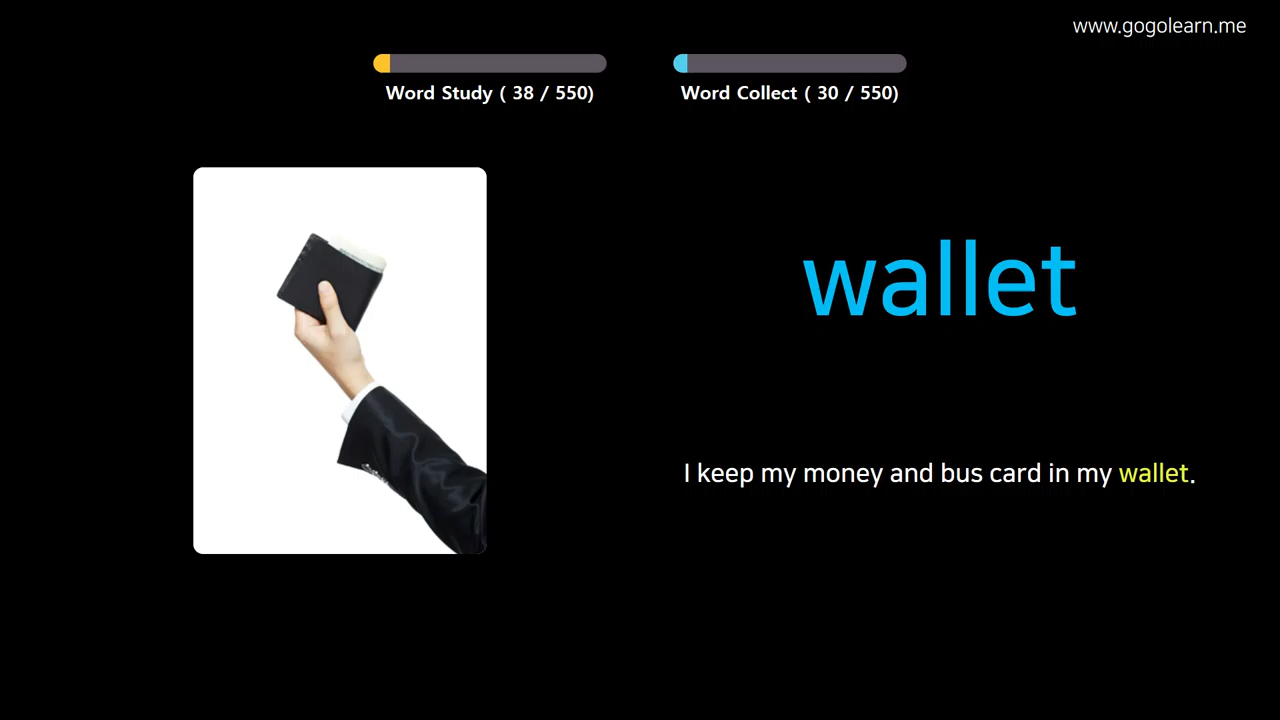 www.gogolearn.me
Word Study ( 38 / 550)
Word Collect ( 30 / 550)
wallet
I keep my money and bus card in my wallet.